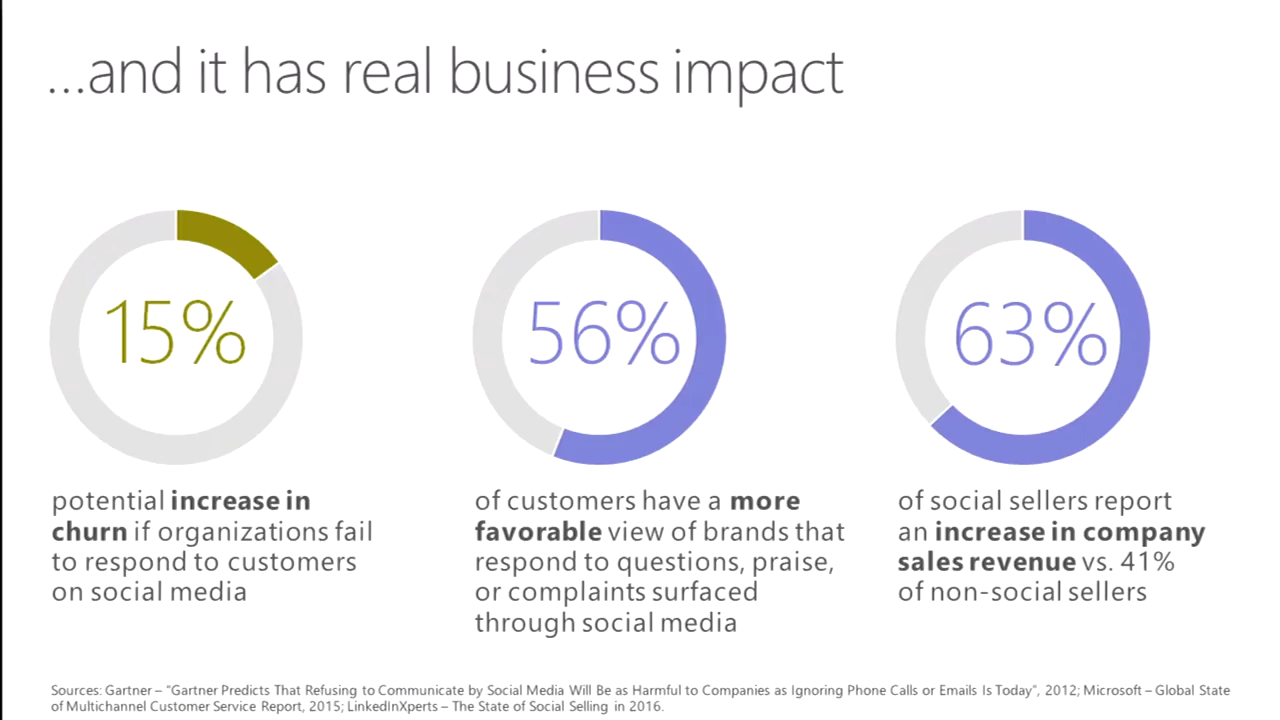 ...and it has real business impact
15%
potential increase in
churn if organizations fail
to respond to customers
on social media
56%
of customers have a more
favorable view of brands that
respond to questions, praise,
or complaints surfaced
through social media
63%
of social sellers report
an increase in company
sales revenue vs. 41%
of non-social sellers
Sources: Gartner – "Gartner Predicts That Refusing to Communicate by Social Media Will Be as Harmful to Companies as Ignoring Phone Calls or Emails Is Today", 2012; Microsoft – Global State
of Multichannel Customer Service Report, 2015; LinkedInXperts – The State of Social Selling in 2016.